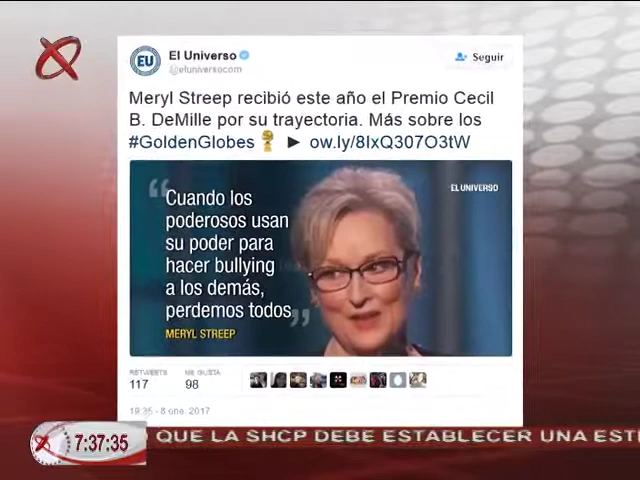 EU
El Universo
@eluniversocom
Seguir
Meryl Streep recibió este año el Premio Cecil
B. DeMille por su trayectoria. Más sobre los
#GoldenGlobes ► ow.ly/8IxQ307O3tW
EL UNIVERSO
“Cuando los
poderosos usan
su poder para
hacer bullying
a los demás,
perdemos todos”
MERYL STREEP
RETWEETS
117
ME GUSTA
98
19:35 - 8 ene. 2017
7:37:35
O QUE LA SHCP DEBE ESTABLECER UNA EST